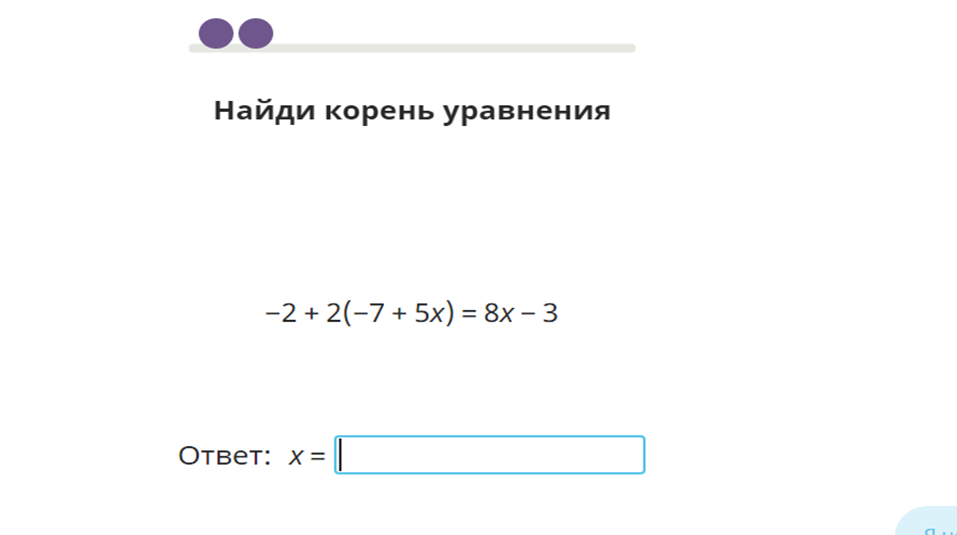 Найди корень уравнения
−2 + 2(−7 + 5x) = 8x − 3
Ответ: x =